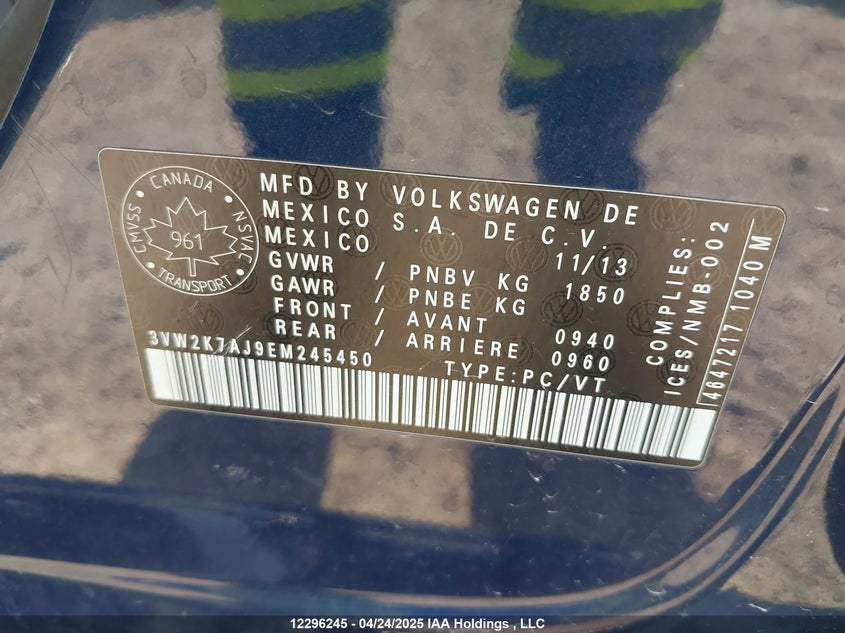 CANADA
CMVSS
NSVAC
961
TRANSPORT
MFD BY VOLKSWAGEN DE
MEXICO S.A. DE C.V.
MEXICO 11/13
GVWR / PNBV KG 1850
GAWR / PNBE KG
FRONT / AVANT 0940
REAR / ARRIERE 0960
3VW2K7AJ9EM245450 TYPE:PC/VT
COMPLIES:
ICES/NMB-002
4647217 1040 M
12296245 - 04/24/2025 IAA Holdings , LLC